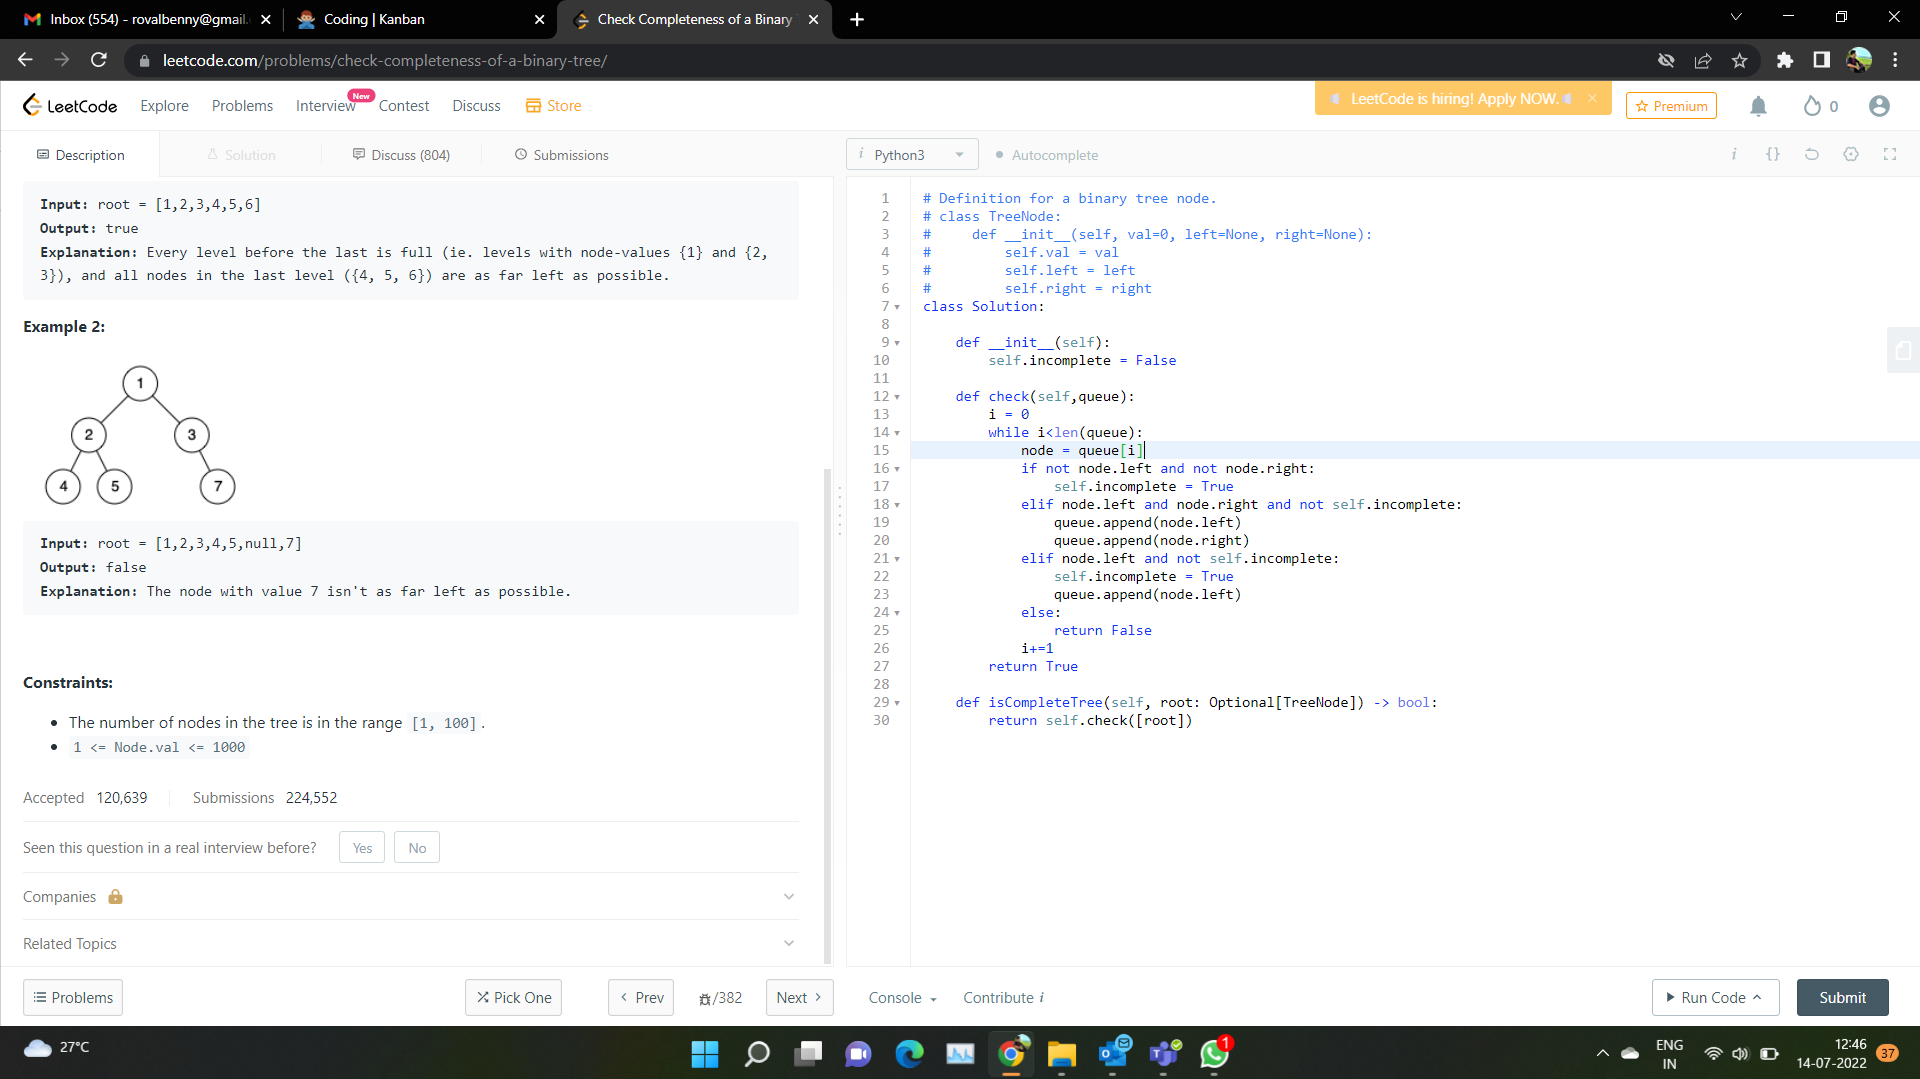 Inbox (554) - rovalbenny@gmail.
Coding | Kanban
Check Completeness of a Binary
leetcode.com/problems/check-completeness-of-a-binary-tree/
LeetCode
Explore
Problems
Interview
New
Contest
Discuss
Store
LeetCode is hiring! Apply NOW.
Premium
0
Description
Solution
Discuss (804)
Submissions
i Python3
Autocomplete
i {}
Input: root = [1,2,3,4,5,6]
Output: true
Explanation: Every level before the last is full (ie. levels with node-values {1} and {2,
3}), and all nodes in the last level ({4, 5, 6}) are as far left as possible.
Example 2:
1
2 3
4 5 7
Input: root = [1,2,3,4,5,null,7]
Output: false
Explanation: The node with value 7 isn't as far left as possible.
Constraints:
• The number of nodes in the tree is in the range [1, 100].
• 1 <= Node.val <= 1000
Accepted 120,639
Submissions 224,552
Seen this question in a real interview before?
Yes
No
Companies
Related Topics
1 # Definition for a binary tree node.
2 # class TreeNode:
3 #     def __init__(self, val=0, left=None, right=None):
4 #         self.val = val
5 #         self.left = left
6 #         self.right = right
7 class Solution:
8
9     def __init__(self):
10         self.incomplete = False
11
12     def check(self,queue):
13         i = 0
14         while i<len(queue):
15             node = queue[i]
16             if not node.left and not node.right:
17                 self.incomplete = True
18             elif node.left and node.right and not self.incomplete:
19                 queue.append(node.left)
20                 queue.append(node.right)
21             elif node.left and not self.incomplete:
22                 self.incomplete = True
23                 queue.append(node.left)
24             else:
25                 return False
26             i+=1
27         return True
28
29     def isCompleteTree(self, root: Optional[TreeNode]) -> bool:
30         return self.check([root])
Problems
Pick One
Prev
/382
Next
Console
Contribute i
Run Code
Submit
27°C
1
ENG
IN
12:46
14-07-2022
37